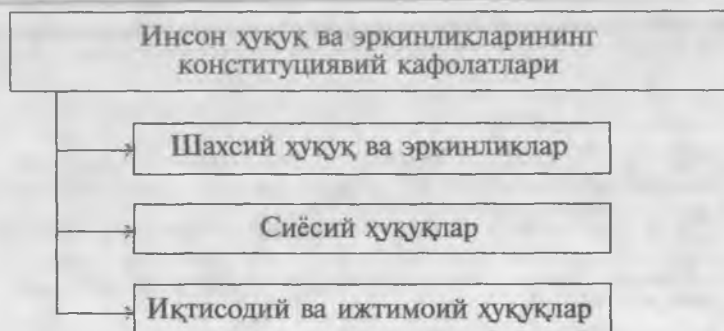 Инсон ҳуқуқ ва эркинликларининг
конституциявий кафолатлари
Шахсий ҳуқуқ ва эркинликлар
Сиёсий ҳуқуқлар
Иқтисодий ва ижтимоий ҳуқуқлар